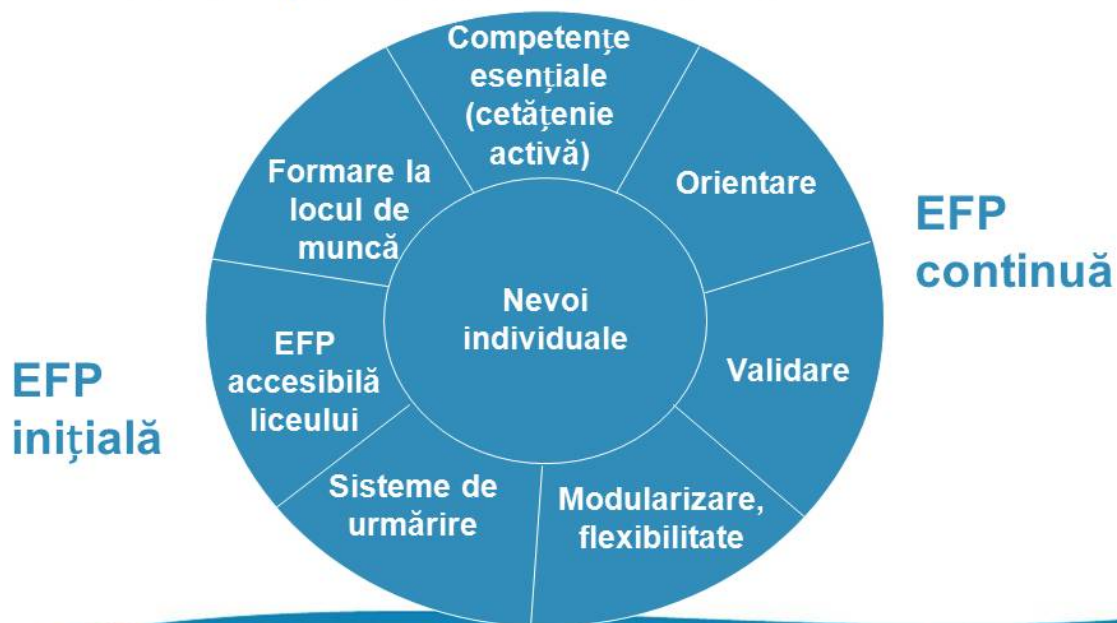 Competențe
esențiale
(cetățenie
activă)
Orientare
Validare
Modularizare,
flexibilitate
Sisteme de
urmărire
EFP
accesibilă
liceului
Formare la
locul de
muncă
Nevoi
individuale
EFP
inițială
EFP
continuă